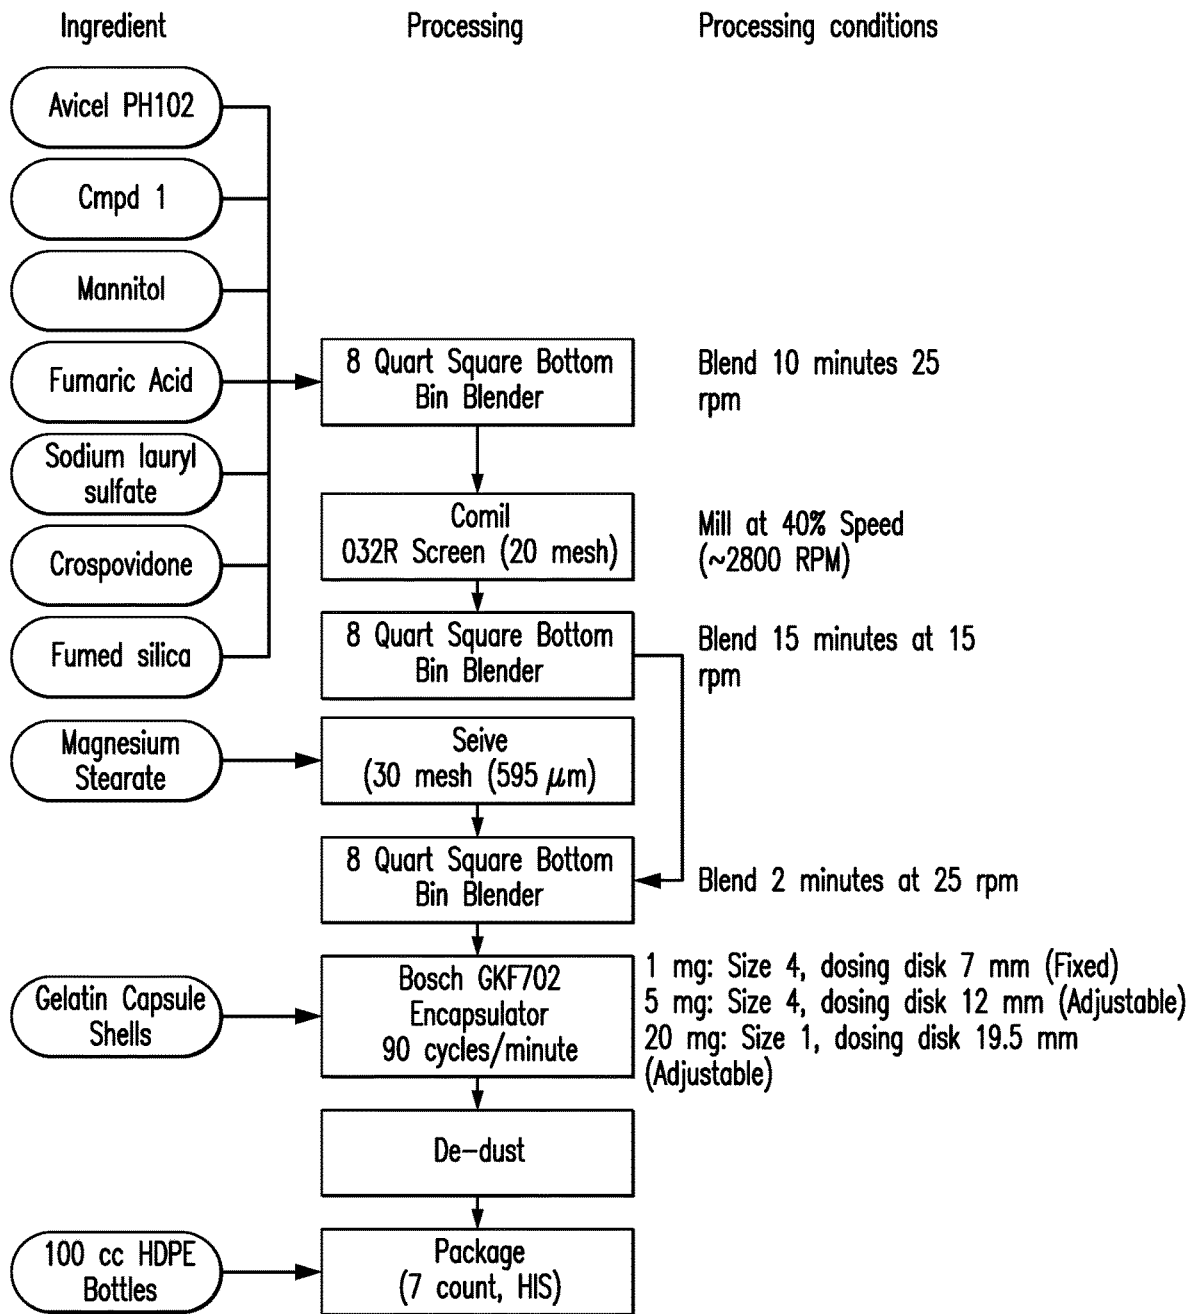 Ingredient
Processing
Processing conditions
Avicel PH102
Cmpd 1
Mannitol
Fumaric Acid
8 Quart Square Bottom
Bin Blender
Blend 10 minutes 25
rpm
Sodium lauryl
sulfate
Comil
032R Screen (20 mesh)
Mill at 40% Speed
(~2800 RPM)
Crospovidone
Fumed silica
8 Quart Square Bottom
Bin Blender
Blend 15 minutes at 15
rpm
Magnesium
Stearate
Seive
(30 mesh (595 μm)
8 Quart Square Bottom
Bin Blender
Blend 2 minutes at 25 rpm
Gelatin Capsule
Shells
Bosch GKF702
Encapsulator
90 cycles/minute
1 mg: Size 4, dosing disk 7 mm (Fixed)
5 mg: Size 4, dosing disk 12 mm (Adjustable)
20 mg: Size 1, dosing disk 19.5 mm
(Adjustable)
De-dust
100 cc HDPE
Bottles
Package
(7 count, HIS)